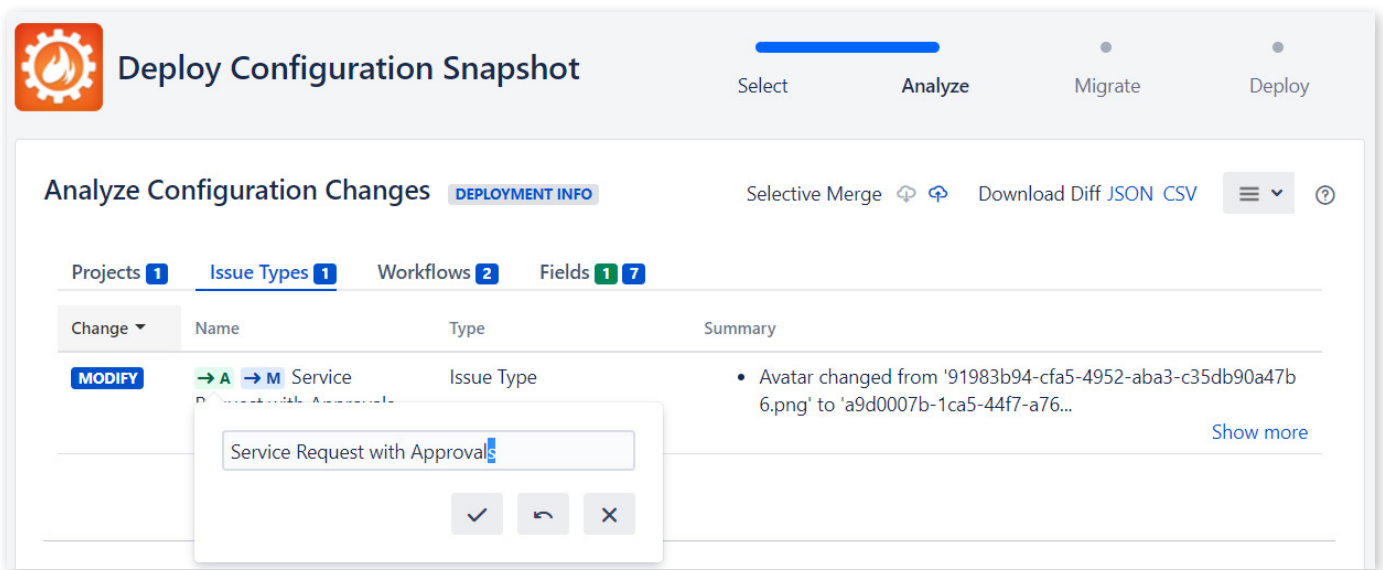 Deploy Configuration Snapshot
Select Analyze Migrate Deploy
Analyze Configuration Changes DEPLOYMENT INFO Selective Merge Download Diff JSON CSV
Projects 1 Issue Types 1 Workflows 2 Fields 1 7
Change Name Type Summary
MODIFY → A → M Service Issue Type • Avatar changed from '91983b94-cfa5-4952-aba3-c35db90a47b
Request with Approvals 6.png' to 'a9d0007b-1ca5-44f7-a76...
Show more
Service Request with Approvals